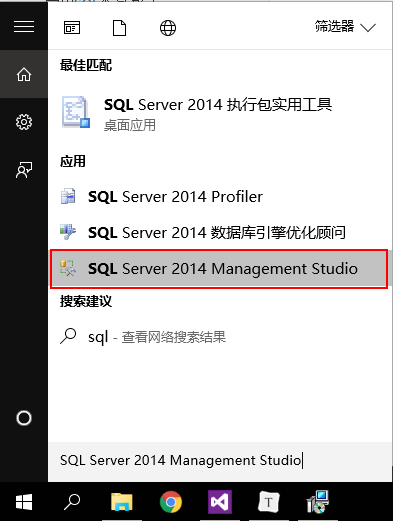 筛选器
最佳匹配
SQL Server 2014 执行包实用工具
桌面应用
应用
SQL Server 2014 Profiler
SQL Server 2014 数据库引擎优化顾问
SQL Server 2014 Management Studio
搜索建议
sql - 查看网络搜索结果
SQL Server 2014 Management Studio
T